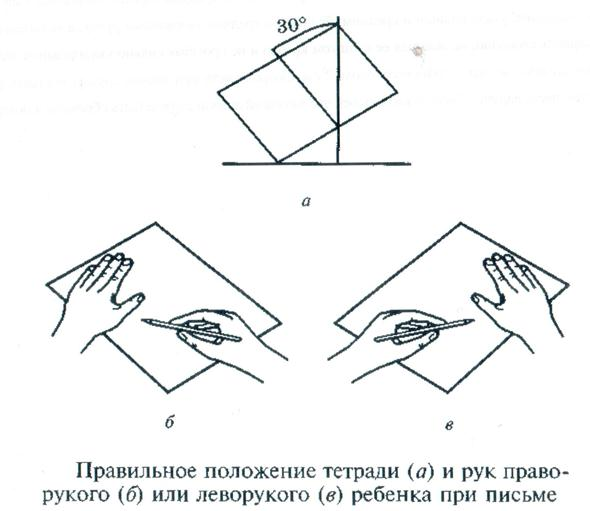 30°
а
б
в
Правильное положение тетради (а) и рук право-
рукого (б) или леворукого (в) ребенка при письме